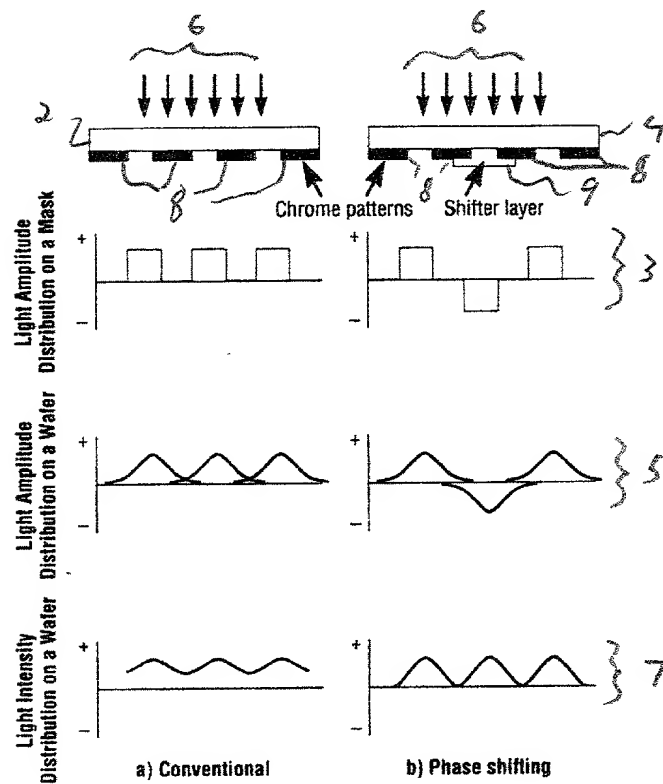 6 6
2 4
8 8 9 8
Chrome patterns Shifter layer
Light Amplitude
Distribution on a Mask
+ +
− −
3
Light Amplitude
Distribution on a Wafer
+ +
− −
5
Light Intensity
Distribution on a Wafer
+ +
− −
7
a) Conventional b) Phase shifting